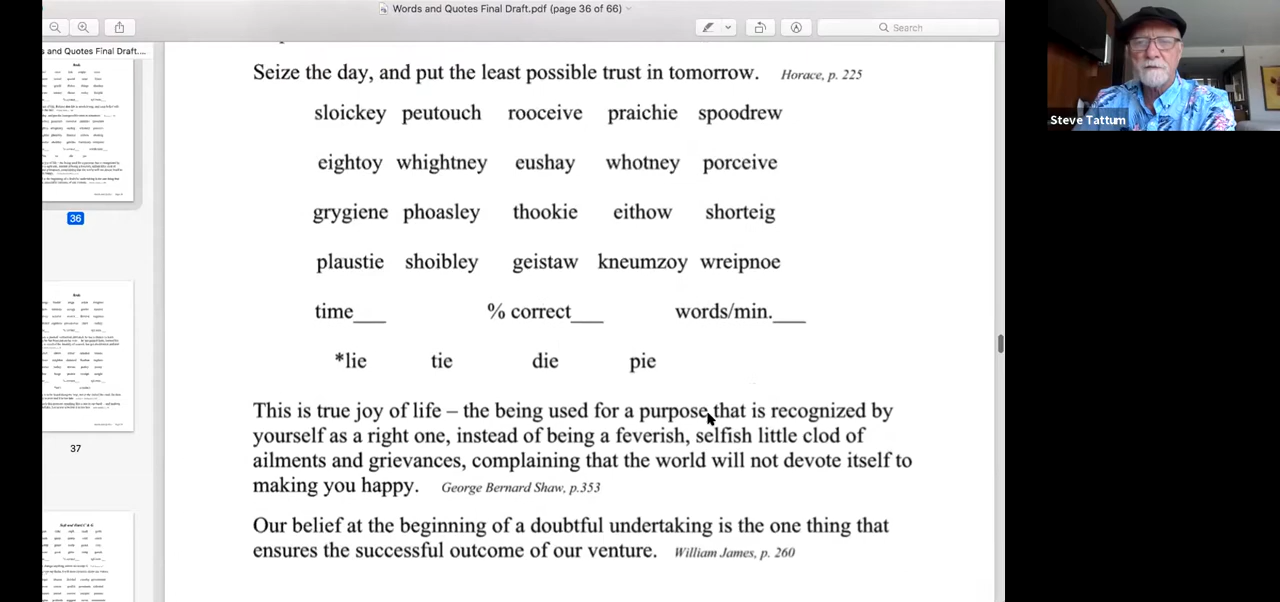 Words and Quotes Final Draft.pdf (page 36 of 66)
Search
s and Quotes Final Draft....
Seize the day, and put the least possible trust in tomorrow. Horace, p. 225
sloickey peutouch rooceive praichie spoodrew
eightoy whightney eushay whotney porceive
grygiene phoasley thookie eithow shorteig
plaustie shoibley geistaw kneumzoy wreipnoe
time___ % correct___ words/min.___
*lie tie die pie
This is true joy of life – the being used for a purpose that is recognized by
yourself as a right one, instead of being a feverish, selfish little clod of
ailments and grievances, complaining that the world will not devote itself to
making you happy. George Bernard Shaw, p.353
Our belief at the beginning of a doubtful undertaking is the one thing that
ensures the successful outcome of our venture. William James, p. 260
36
37
Steve Tattum